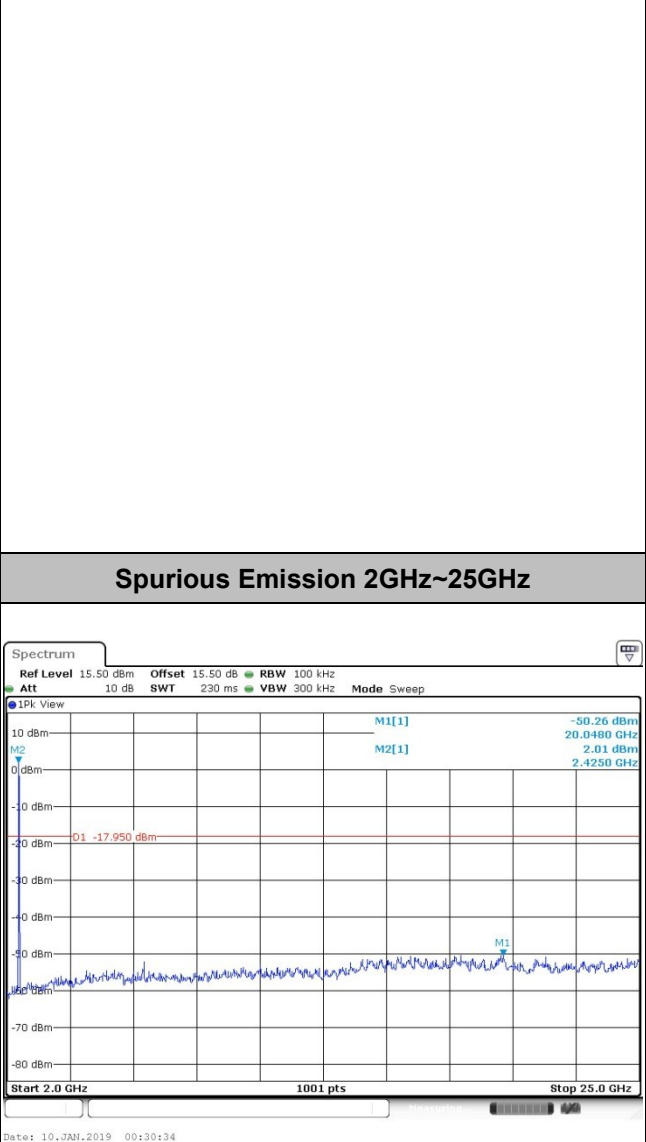 Spurious Emission 2GHz~25GHz
Spectrum
Ref Level 15.50 dBm Offset 15.50 dB RBW 100 kHz
Att 10 dB SWT 230 ms VBW 300 kHz Mode Sweep
1Pk View
M1[1] -50.26 dBm
20.0480 GHz
M2[1] 2.01 dBm
2.4250 GHz
10 dBm
M2
0 dBm
-10 dBm
D1 -17.950 dBm
-20 dBm
-30 dBm
-40 dBm
M1
-50 dBm
-60 dBm
-70 dBm
-80 dBm
Start 2.0 GHz 1001 pts Stop 25.0 GHz
Measuring
Date: 10.JAN.2019 00:30:34